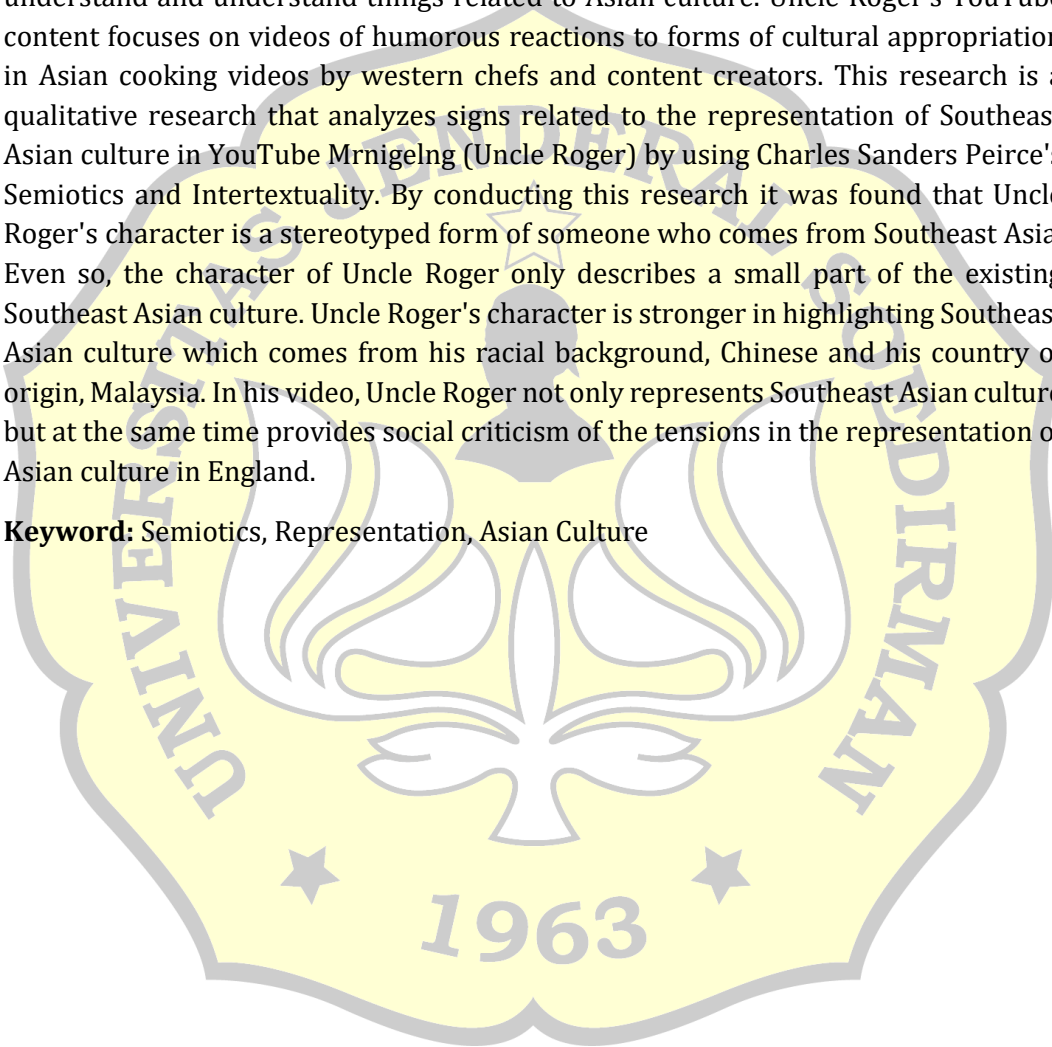 understand and understand things related to Asian culture. Uncle Roger's YouTube
content focuses on videos of humorous reactions to forms of cultural appropriation
in Asian cooking videos by western chefs and content creators. This research is a
qualitative research that analyzes signs related to the representation of Southeast
Asian culture in YouTube Mrnigelng (Uncle Roger) by using Charles Sanders Peirce's
Semiotics and Intertextuality. By conducting this research it was found that Uncle
Roger's character is a stereotyped form of someone who comes from Southeast Asia.
Even so, the character of Uncle Roger only describes a small part of the existing
Southeast Asian culture. Uncle Roger's character is stronger in highlighting Southeast
Asian culture which comes from his racial background, Chinese and his country of
origin, Malaysia. In his video, Uncle Roger not only represents Southeast Asian culture
but at the same time provides social criticism of the tensions in the representation of
Asian culture in England.
Keyword: Semiotics, Representation, Asian Culture
UNIVERSITAS JENDERAL SOEDIRMAN
1963